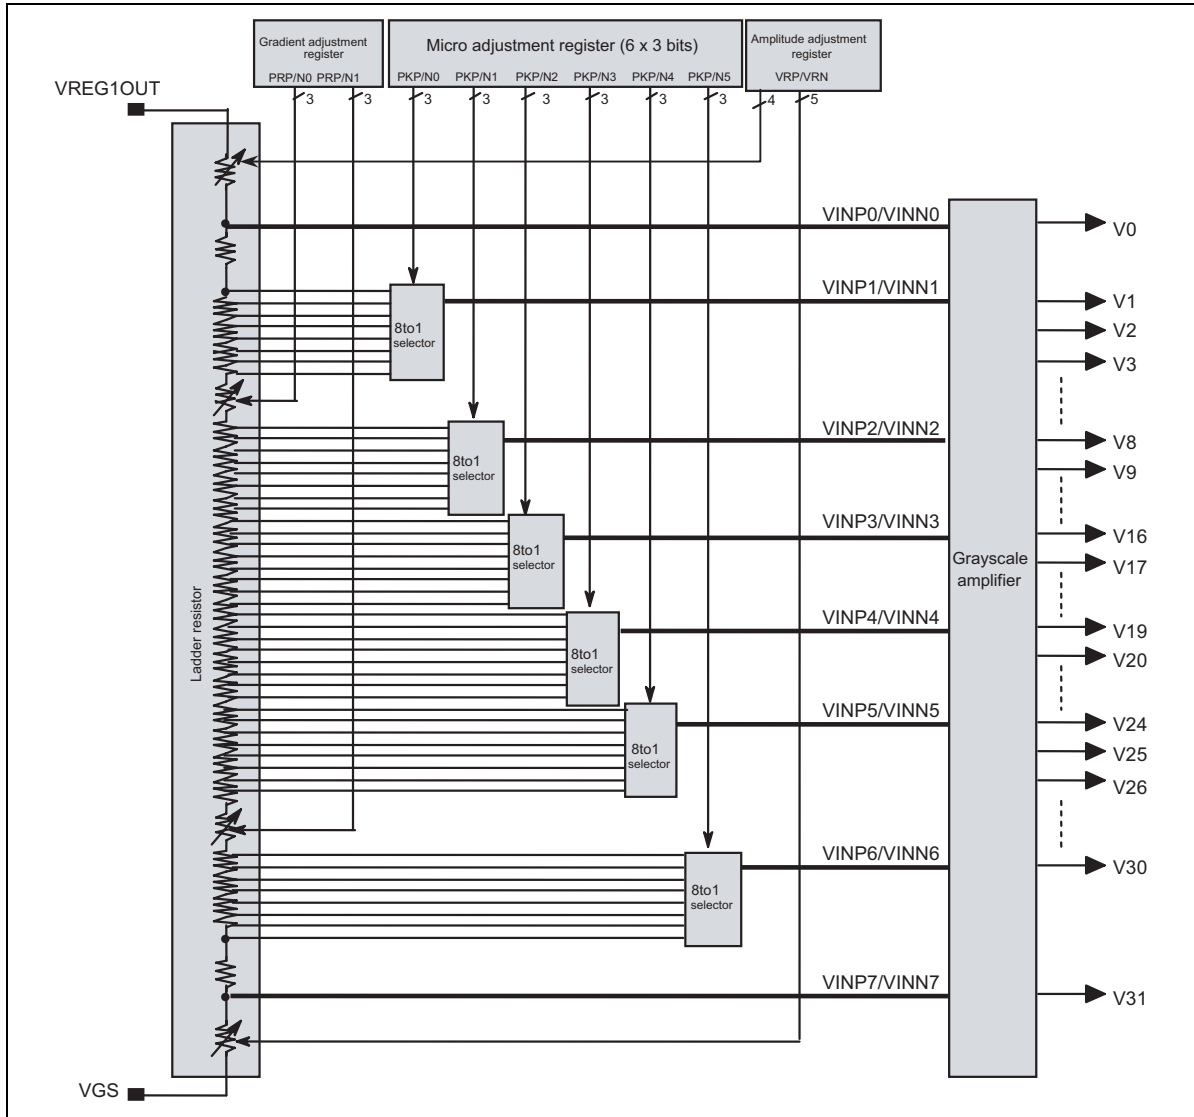 Gradient adjustment
register
PRP/N0 PRP/N1
3
3
Micro adjustment register (6 x 3 bits)
PKP/N0 PKP/N1 PKP/N2 PKP/N3 PKP/N4 PKP/N5
3
3
3
3
3
3
Amplitude adjustment
register
VRP/VRN
4
5
VREG1OUT
VINP0/VINN0
V0
VINP1/VINN1
V1
8to1
selector
V2
V3
VINP2/VINN2
V8
8to1
selector
V9
VINP3/VINN3
V16
8to1
selector
Grayscale
amplifier
V17
Ladder resistor
VINP4/VINN4
V19
8to1
selector
V20
VINP5/VINN5
V24
8to1
selector
V25
V26
VINP6/VINN6
V30
8to1
selector
VINP7/VINN7
V31
VGS